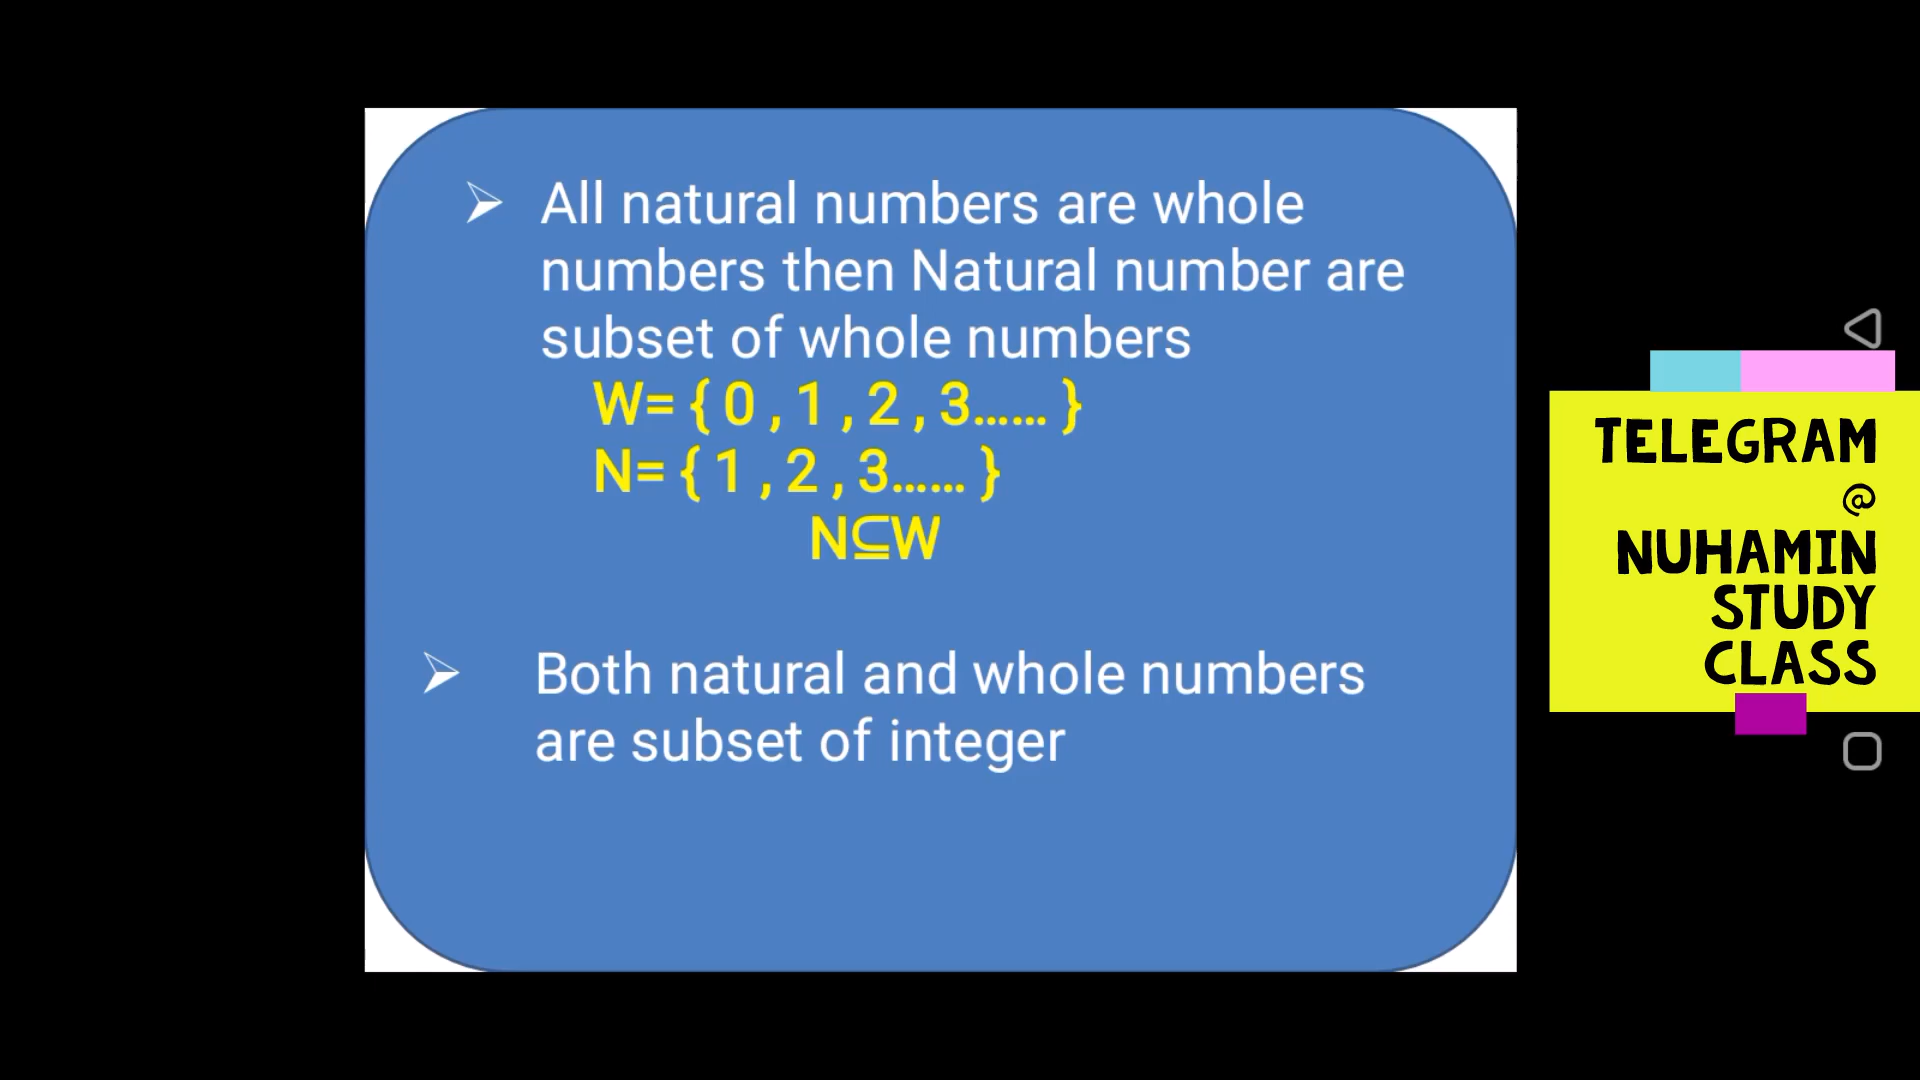 All natural numbers are whole
numbers then Natural number are
subset of whole numbers
W= { 0 , 1 , 2 , 3...... }
N= { 1 , 2 , 3...... }
N⊆W
Both natural and whole numbers
are subset of integer
TELEGRAM
@
NUHAMIN
STUDY
CLASS